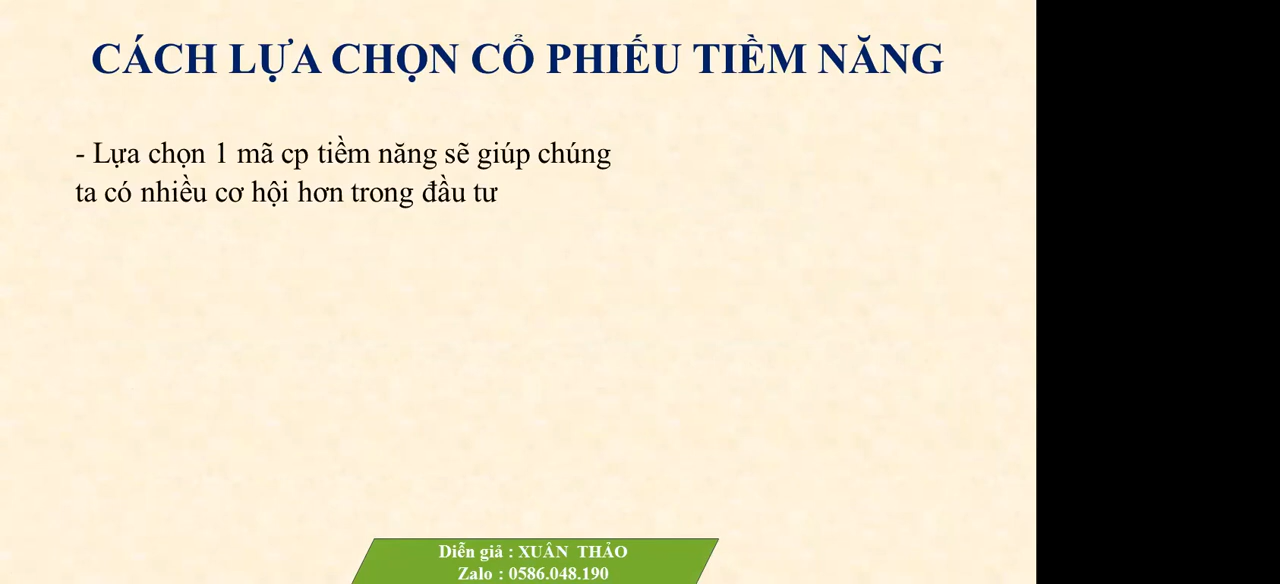 CÁCH LỰA CHỌN CỔ PHIẾU TIỀM NĂNG
- Lựa chọn 1 mã cp tiềm năng sẽ giúp chúng
ta có nhiều cơ hội hơn trong đầu tư
Diễn giả : XUÂN THẢO
Zalo : 0586.048.190